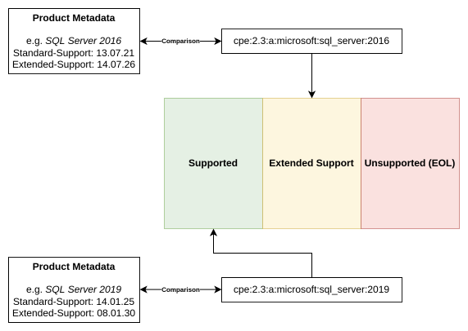 Product Metadata
e.g. SQL Server 2016
Standard-Support: 13.07.21
Extended-Support: 14.07.26
Comparison
cpe:2.3:a:microsoft:sql_server:2016
Supported
Extended Support
Unsupported (EOL)
Product Metadata
e.g. SQL Server 2019
Standard-Support: 14.01.25
Extended-Support: 08.01.30
Comparison
cpe:2.3:a:microsoft:sql_server:2019